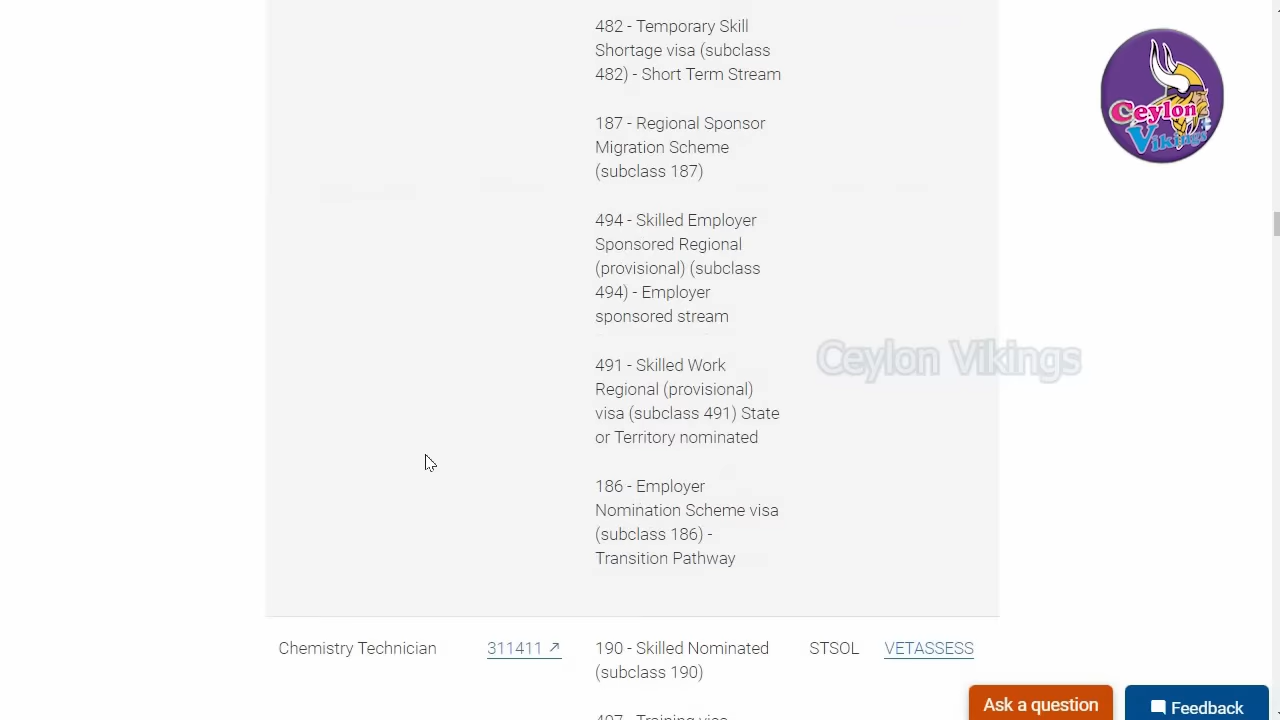 482 - Temporary Skill
Shortage visa (subclass
482) - Short Term Stream
187 - Regional Sponsor
Migration Scheme
(subclass 187)
494 - Skilled Employer
Sponsored Regional
(provisional) (subclass
494) - Employer
sponsored stream
491 - Skilled Work
Regional (provisional)
visa (subclass 491) State
or Territory nominated
186 - Employer
Nomination Scheme visa
(subclass 186) -
Transition Pathway
Chemistry Technician 311411 ↗ 190 - Skilled Nominated STSOL VETASSESS
(subclass 190)
407 - Training visa
Ceylon
Vikings
Ceylon Vikings
Ask a question
Feedback